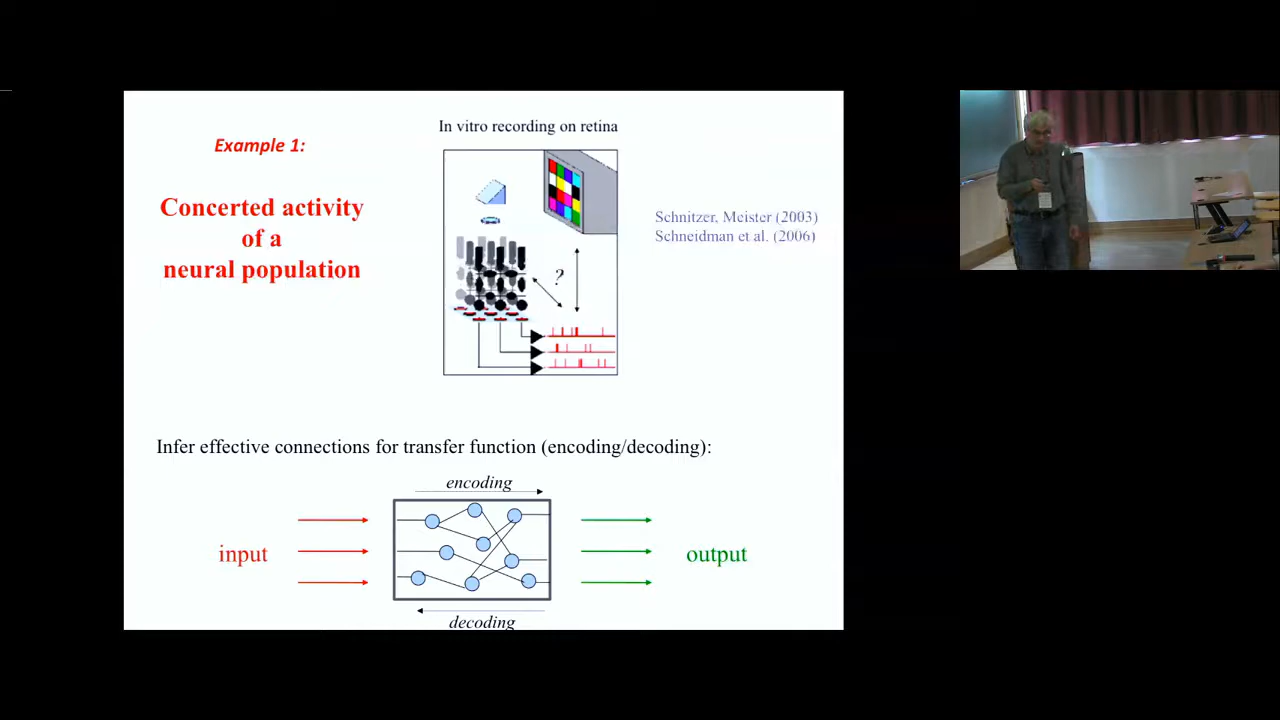 Example 1:
Concerted activity
of a
neural population
In vitro recording on retina
?
Schnitzer, Meister (2003)
Schneidman et al. (2006)
Infer effective connections for transfer function (encoding/decoding):
encoding
input
output
decoding